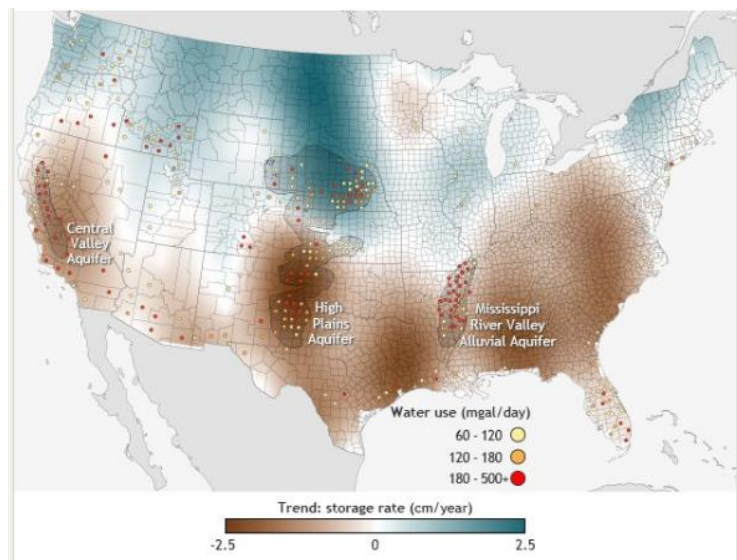 Central
Valley
Aquifer
High
Plains
Aquifer
Mississippi
River Valley
Alluvial Aquifer
Water use (mgal/day)
60 - 120
120 - 180
180 - 500+
Trend: storage rate (cm/year)
-2.5
0
2.5